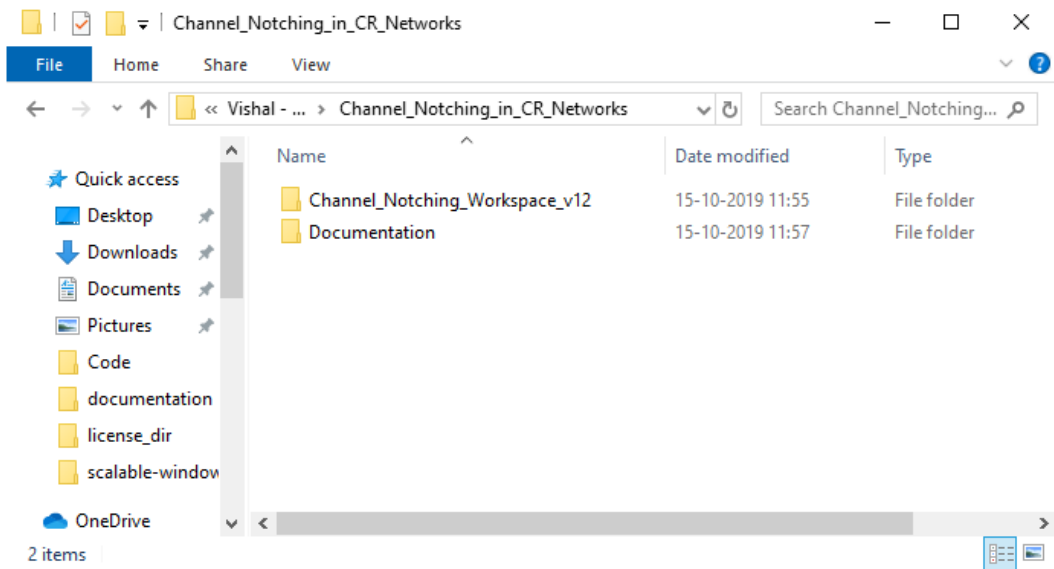 Channel_Notching_in_CR_Networks
File Home Share View
« Vishal - ... › Channel_Notching_in_CR_Networks Search Channel_Notching...
Name Date modified Type
Quick access
Desktop
Downloads
Documents
Pictures
Code
documentation
license_dir
scalable-window
OneDrive
Channel_Notching_Workspace_v12 15-10-2019 11:55 File folder
Documentation 15-10-2019 11:57 File folder
2 items